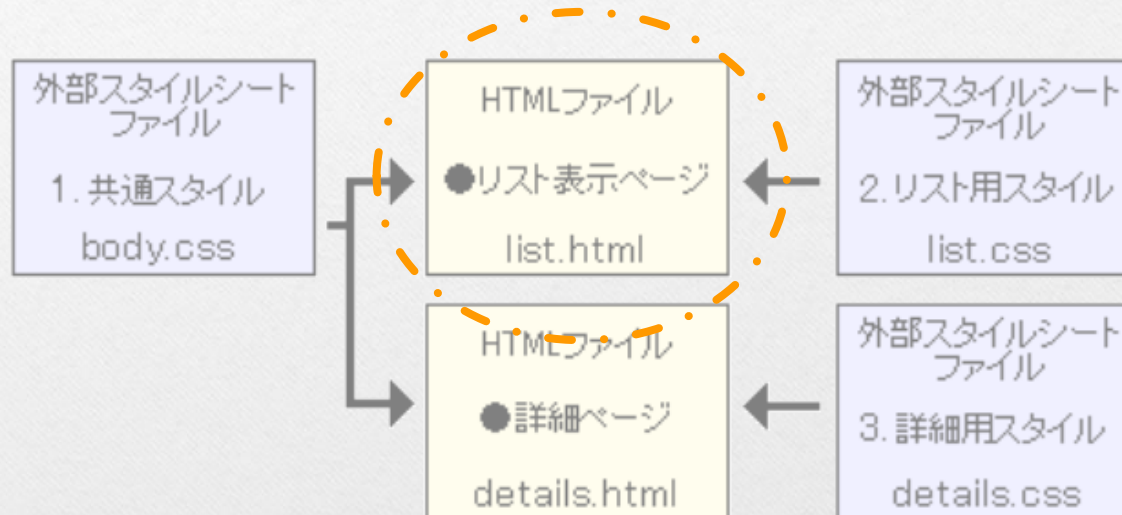 外部スタイルシート
ファイル
1.共通スタイル
body.css
HTMLファイル
●リスト表示ページ
list.html
外部スタイルシート
ファイル
2.リスト用スタイル
list.css
HTMLファイル
●詳細ページ
details.html
外部スタイルシート
ファイル
3.詳細用スタイル
details.css